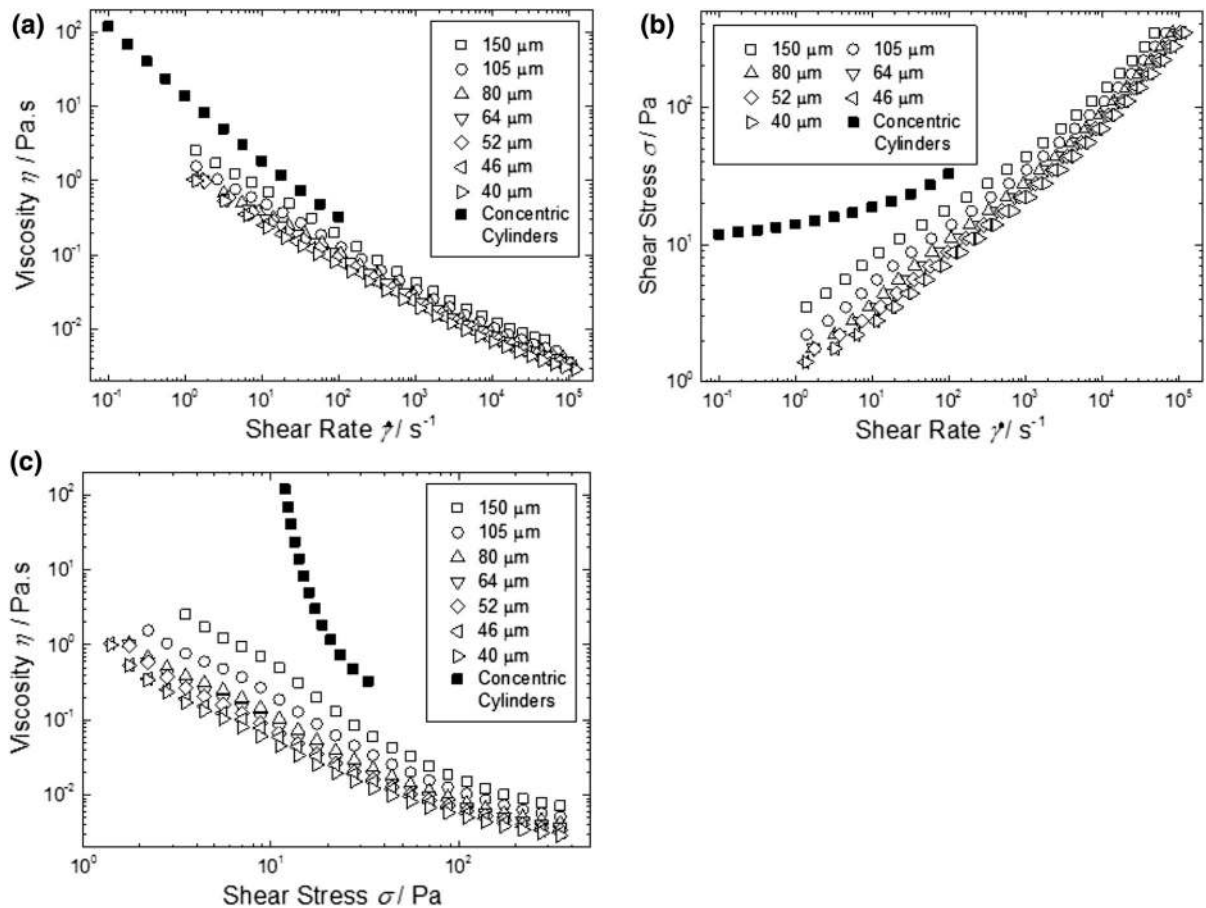 (a)
10²
10¹
10⁰
10⁻¹
10⁻²
Viscosity η / Pa.s
150 μm
105 μm
80 μm
64 μm
52 μm
46 μm
40 μm
Concentric
Cylinders
10⁻¹ 10⁰ 10¹ 10² 10³ 10⁴ 10⁵
Shear Rate γ̇ / s⁻¹
(b)
10²
10¹
10⁰
Shear Stress σ / Pa
150 μm 105 μm
80 μm 64 μm
52 μm 46 μm
40 μm Concentric
Cylinders
10⁻¹ 10⁰ 10¹ 10² 10³ 10⁴ 10⁵
Shear Rate γ̇ / s⁻¹
(c)
10²
10¹
10⁰
10⁻¹
10⁻²
Viscosity η / Pa.s
150 μm
105 μm
80 μm
64 μm
52 μm
46 μm
40 μm
Concentric
Cylinders
10⁰ 10¹ 10²
Shear Stress σ / Pa